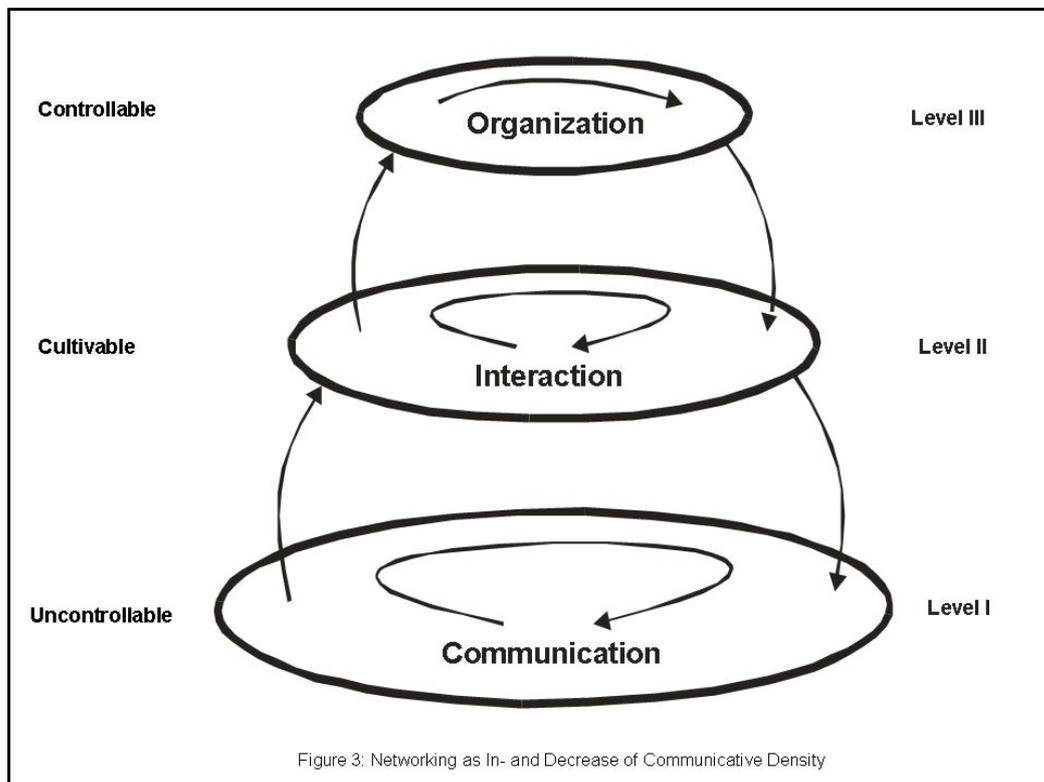 Controllable
Organization
Level III
Cultivable
Interaction
Level II
Uncontrollable
Communication
Level I
Figure 3: Networking as In- and Decrease of Communicative Density